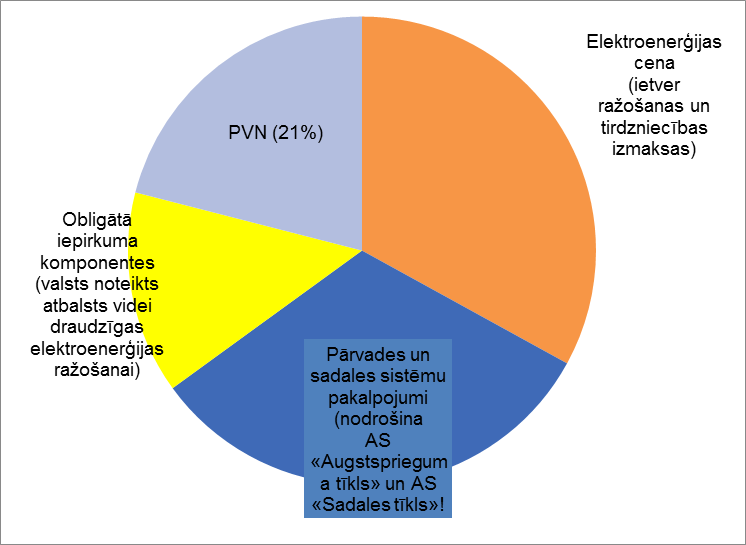 Elektroenerģijas
cena
(ietver
ražošanas un
tirdzniecības
izmaksas)
PVN (21%)
Obligātā
iepirkuma
komponentes
(valsts noteikts
atbalsts videi
draudzīgas
elektroenerģijas
ražošanai)
Pārvades un
sadales sistēmu
pakalpojumi
(nodrošina
AS
«Augstspriegum
a tīkls» un AS
«Sadales tīkls»!